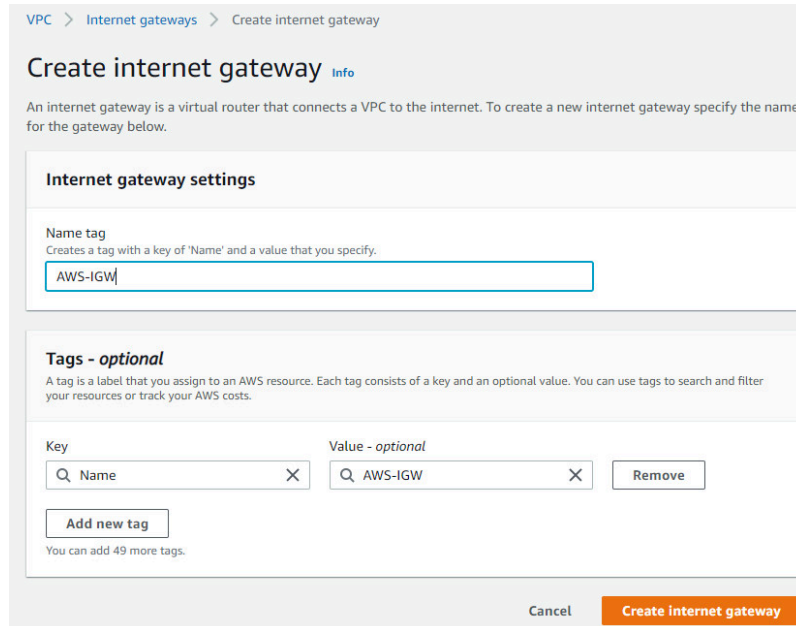 VPC > Internet gateways > Create internet gateway
Create internet gateway Info
An internet gateway is a virtual router that connects a VPC to the internet. To create a new internet gateway specify the name
for the gateway below.
Internet gateway settings
Name tag
Creates a tag with a key of 'Name' and a value that you specify.
AWS-IGW
Tags - optional
A tag is a label that you assign to an AWS resource. Each tag consists of a key and an optional value. You can use tags to search and filter
your resources or track your AWS costs.
Key Value - optional
Name AWS-IGW Remove
Add new tag
You can add 49 more tags.
Cancel Create internet gateway